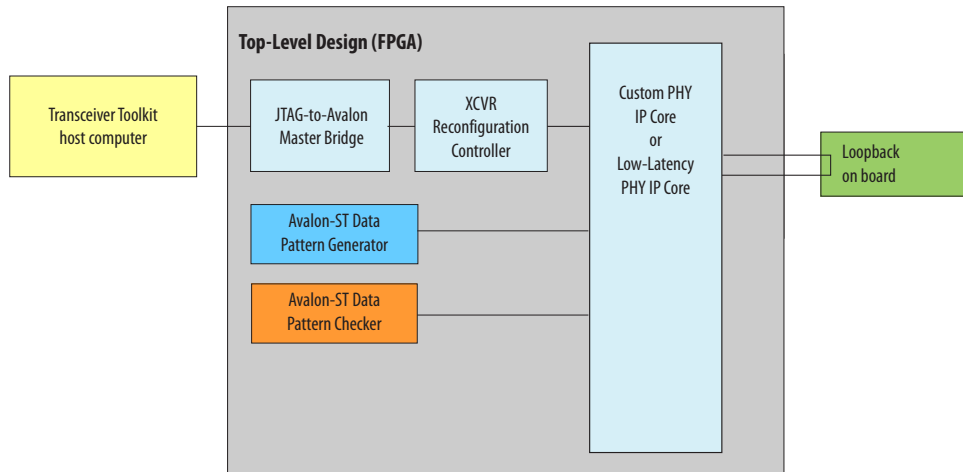 Top-Level Design (FPGA)
Transceiver Toolkit
host computer
JTAG-to-Avalon
Master Bridge
XCVR
Reconfiguration
Controller
Custom PHY
IP Core
or
Low-Latency
PHY IP Core
Loopback
on board
Avalon-ST Data
Pattern Generator
Avalon-ST Data
Pattern Checker